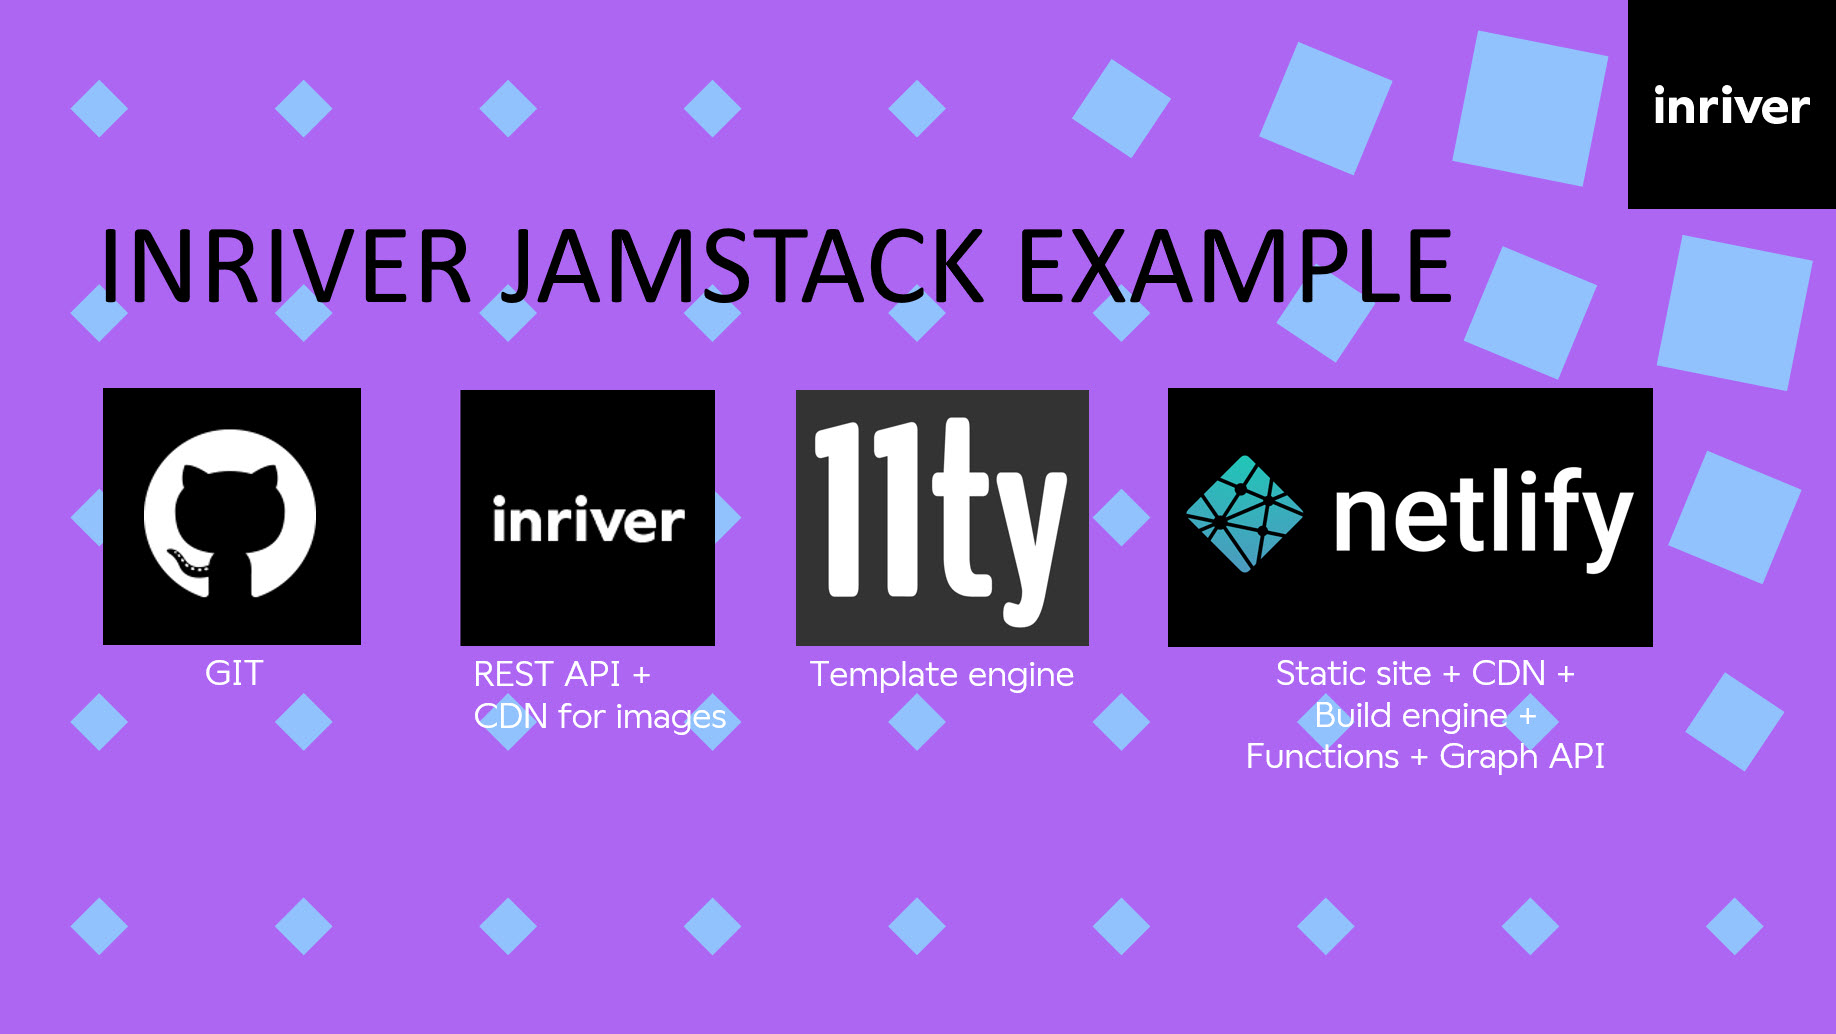 inriver
INRIVER JAMSTACK EXAMPLE
inriver
11ty
netlify
GIT
REST API +
CDN for images
Template engine
Static site + CDN +
Build engine +
Functions + Graph API